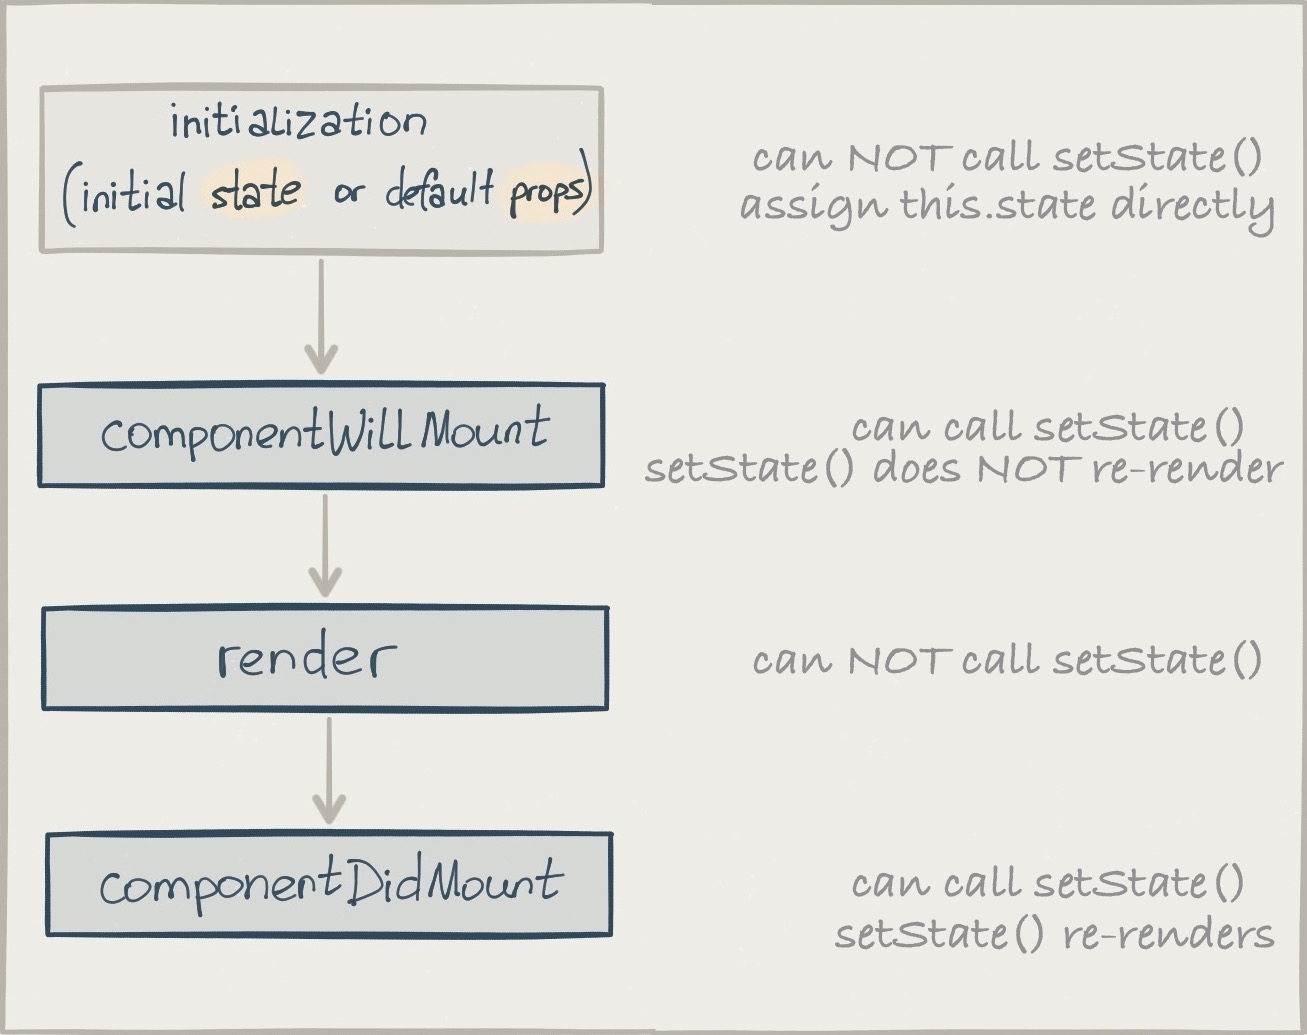 initialization
(initial state or default props)
can NOT call setState()
assign this.state directly
componentWillMount
can call setState()
setState() does NOT re-render
render
can NOT call setState()
componentDidMount
can call setState()
setState() re-renders